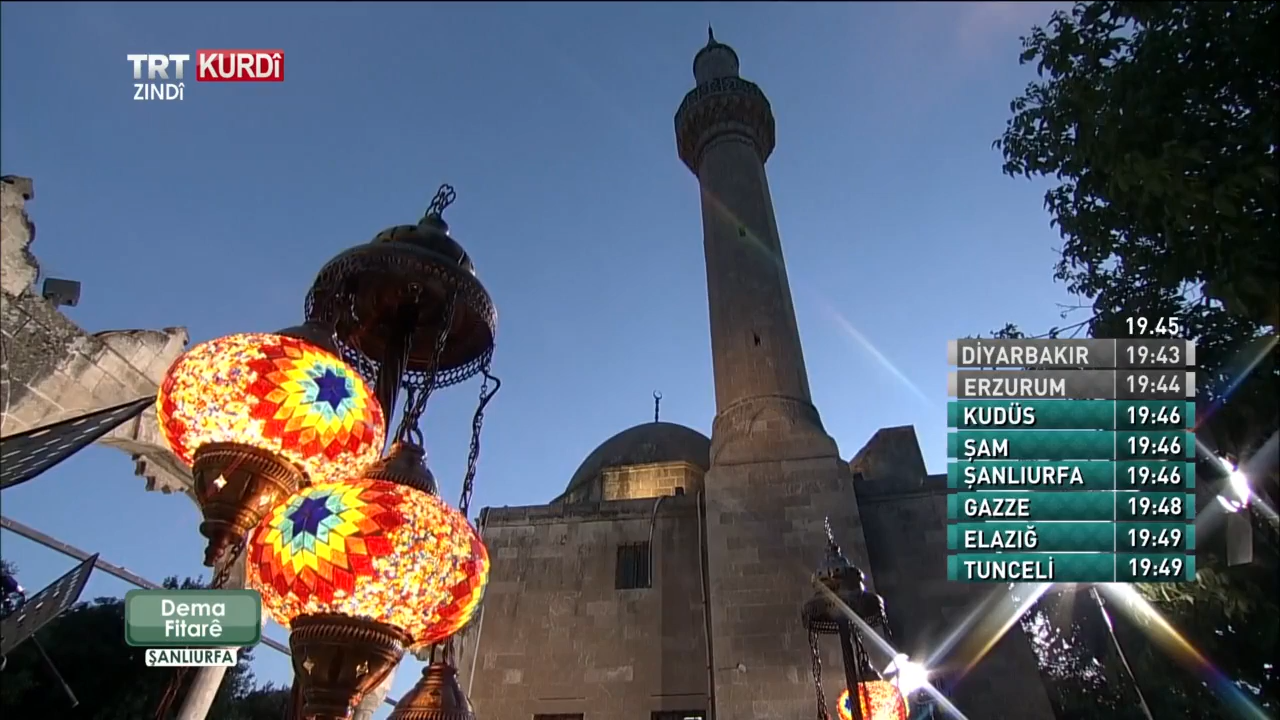 TRT KURDÎ
ZINDÎ
19.45
DİYARBAKIR 19:43
ERZURUM 19:44
KUDÜS 19:46
ŞAM 19:46
ŞANLIURFA 19:46
GAZZE 19:48
ELAZIĞ 19:49
TUNÇELİ 19:49
Dema
Fitarê
ŞANLIURFA